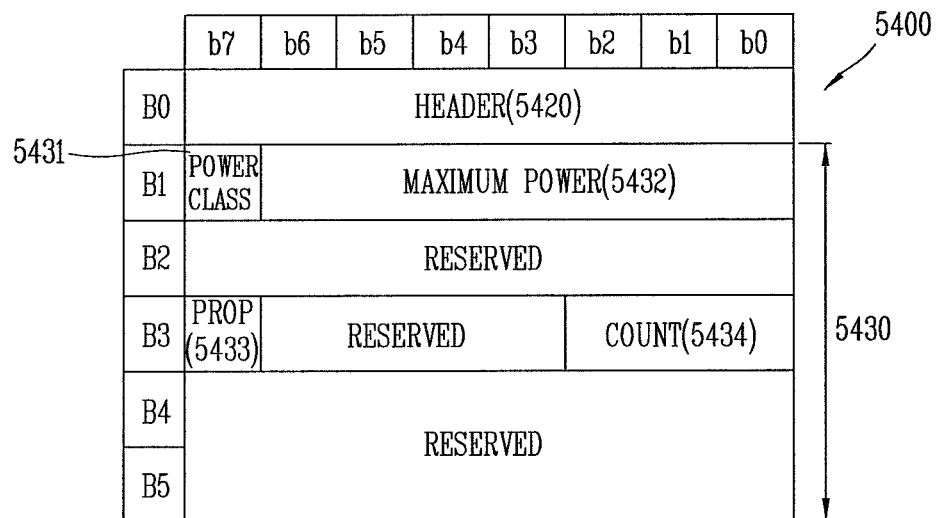 b7 b6 b5 b4 b3 b2 b1 b0
5400
B0 HEADER(5420)
5431
B1 POWER CLASS MAXIMUM POWER(5432)
B2 RESERVED
B3 PROP (5433) RESERVED COUNT(5434)
5430
B4
RESERVED
B5